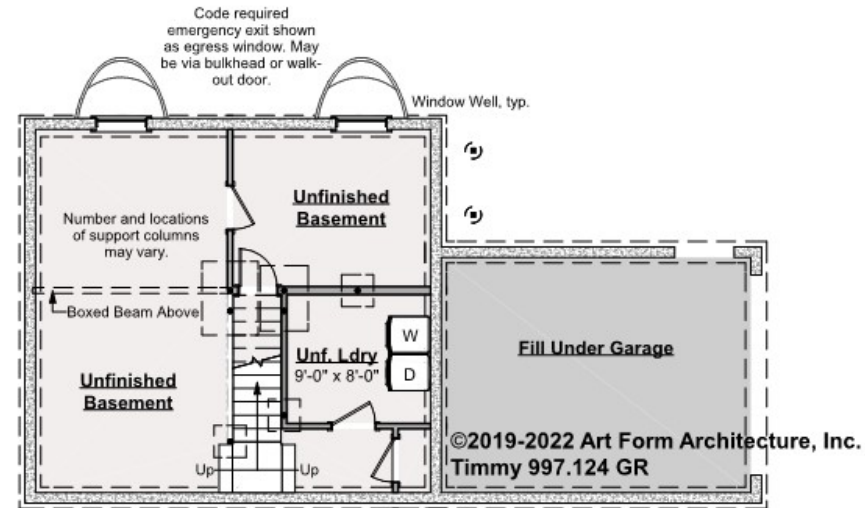 Code required
emergency exit shown
as egress window. May
be via bulkhead or walk-
out door.
Window Well, typ.
Unfinished
Basement
Number and locations
of support columns
may vary.
Boxed Beam Above
W
Unf. Ldry
9'-0" x 8'-0"
D
Fill Under Garage
Unfinished
Basement
Up
Up
©2019-2022 Art Form Architecture, Inc.
Timmy 997.124 GR